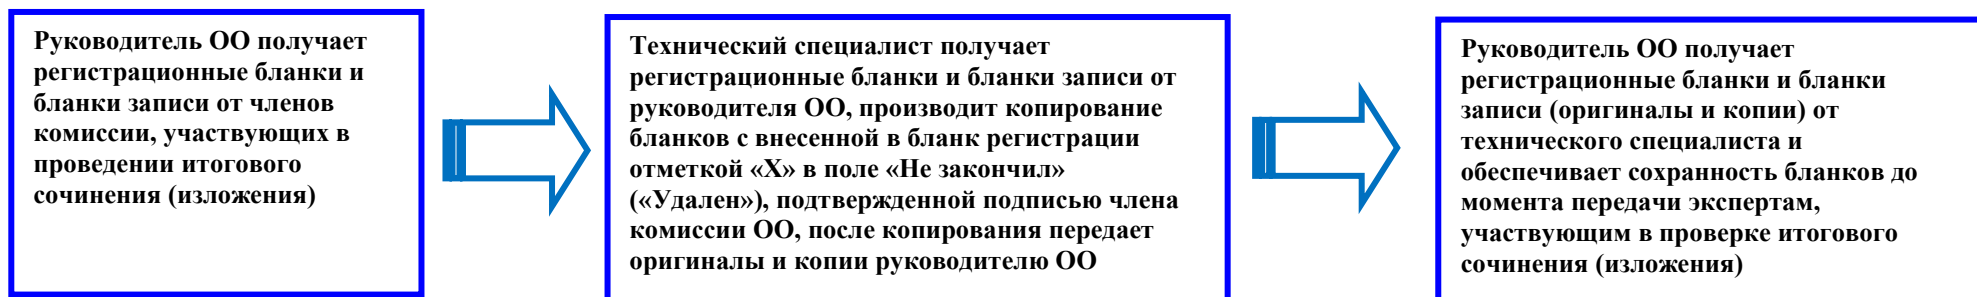 Руководитель ОО получает
регистрационные бланки и
бланки записи от членов
комиссии, участвующих в
проведении итогового
сочинения (изложения)
Технический специалист получает
регистрационные бланки и бланки записи от
руководителя ОО, производит копирование
бланков с внесенной в бланк регистрации
отметкой «Х» в поле «Не закончил»
(«Удален»), подтвержденной подписью члена
комиссии ОО, после копирования передает
оригиналы и копии руководителю ОО
Руководитель ОО получает
регистрационные бланки и бланки
записи (оригиналы и копии) от
технического специалиста и
обеспечивает сохранность бланков до
момента передачи экспертам,
участвующим в проверке итогового
сочинения (изложения)